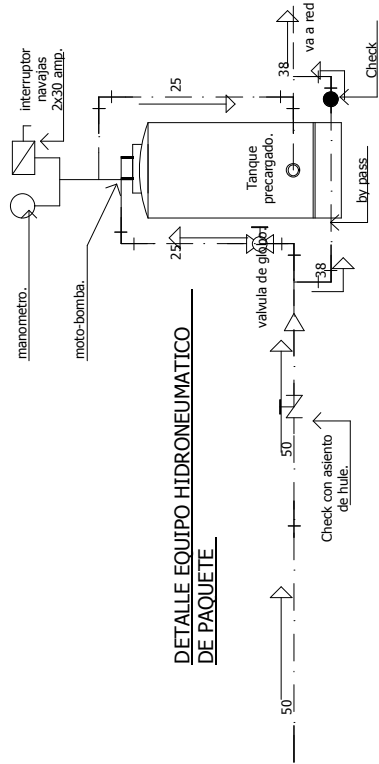 DETALLE EQUIPO HIDRONEUMATICO
DE PAQUETE
manometro.
interruptor
navajas
2x30 amp.
moto-bomba.
25
25
Tanque
precargado.
valvula de globo.
38
va a red
Check
by pass
38
50
50
Check con asiento
de hule.